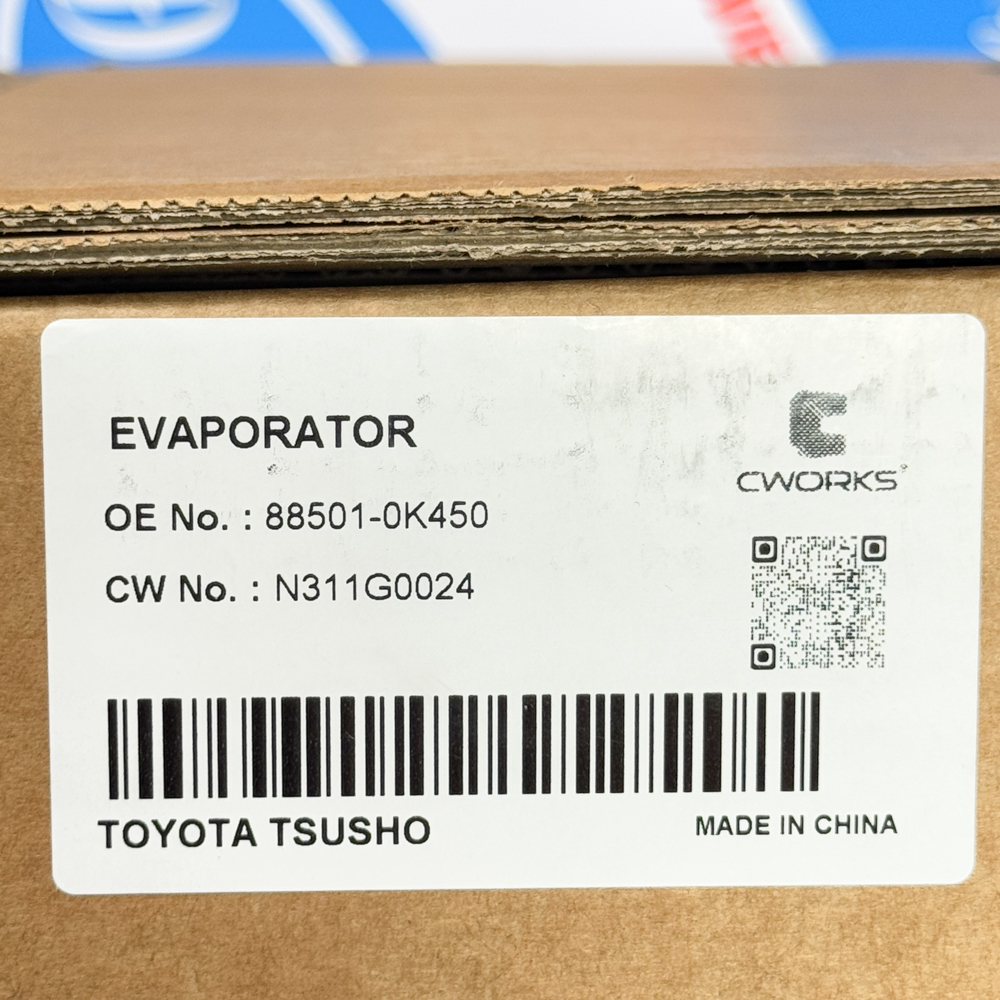 EVAPORATOR
CWORKS
OE No. : 88501-0K450
CW No. : N311G0024
TOYOTA TSUSHO
MADE IN CHINA